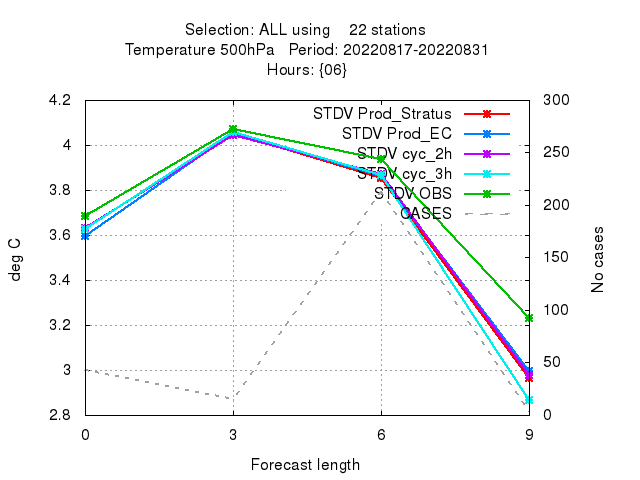 Selection: ALL using 22 stations
Temperature 500hPa Period: 20220817-20220831
Hours: {06}
4.2
4
3.8
3.6
3.4
3.2
3
2.8
300
250
200
150
100
50
0
STDV Prod_Stratus
STDV Prod_EC
STDV cyc_2h
STDV cyc_3h
STDV OBS
CASES
deg C
No cases
0 3 6 9
Forecast length